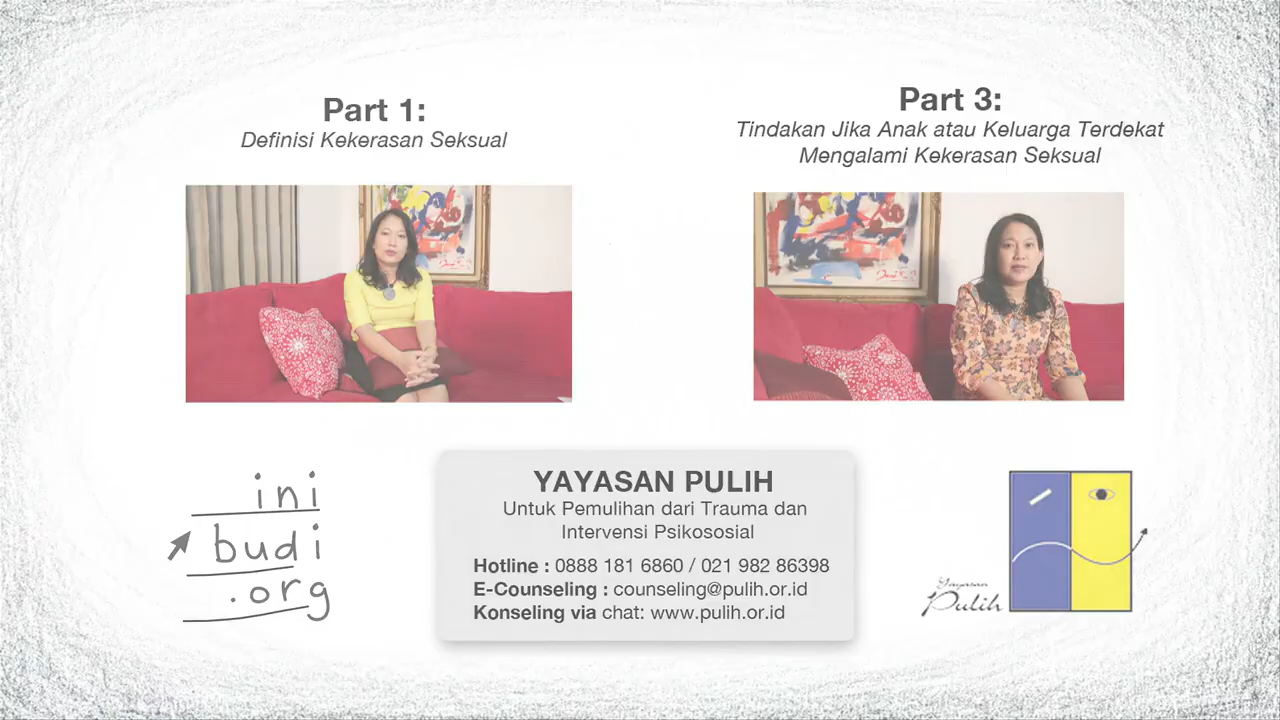 Part 1:
Definisi Kekerasan Seksual
Part 3:
Tindakan Jika Anak atau Keluarga Terdekat
Mengalami Kekerasan Seksual
ini
budi
.org
YAYASAN PULIH
Untuk Pemulihan dari Trauma dan
Intervensi Psikososial
Hotline : 0888 181 6860 / 021 982 86398
E-Counseling : counseling@pulih.or.id
Konseling via chat: www.pulih.or.id
Yayasan
Pulih